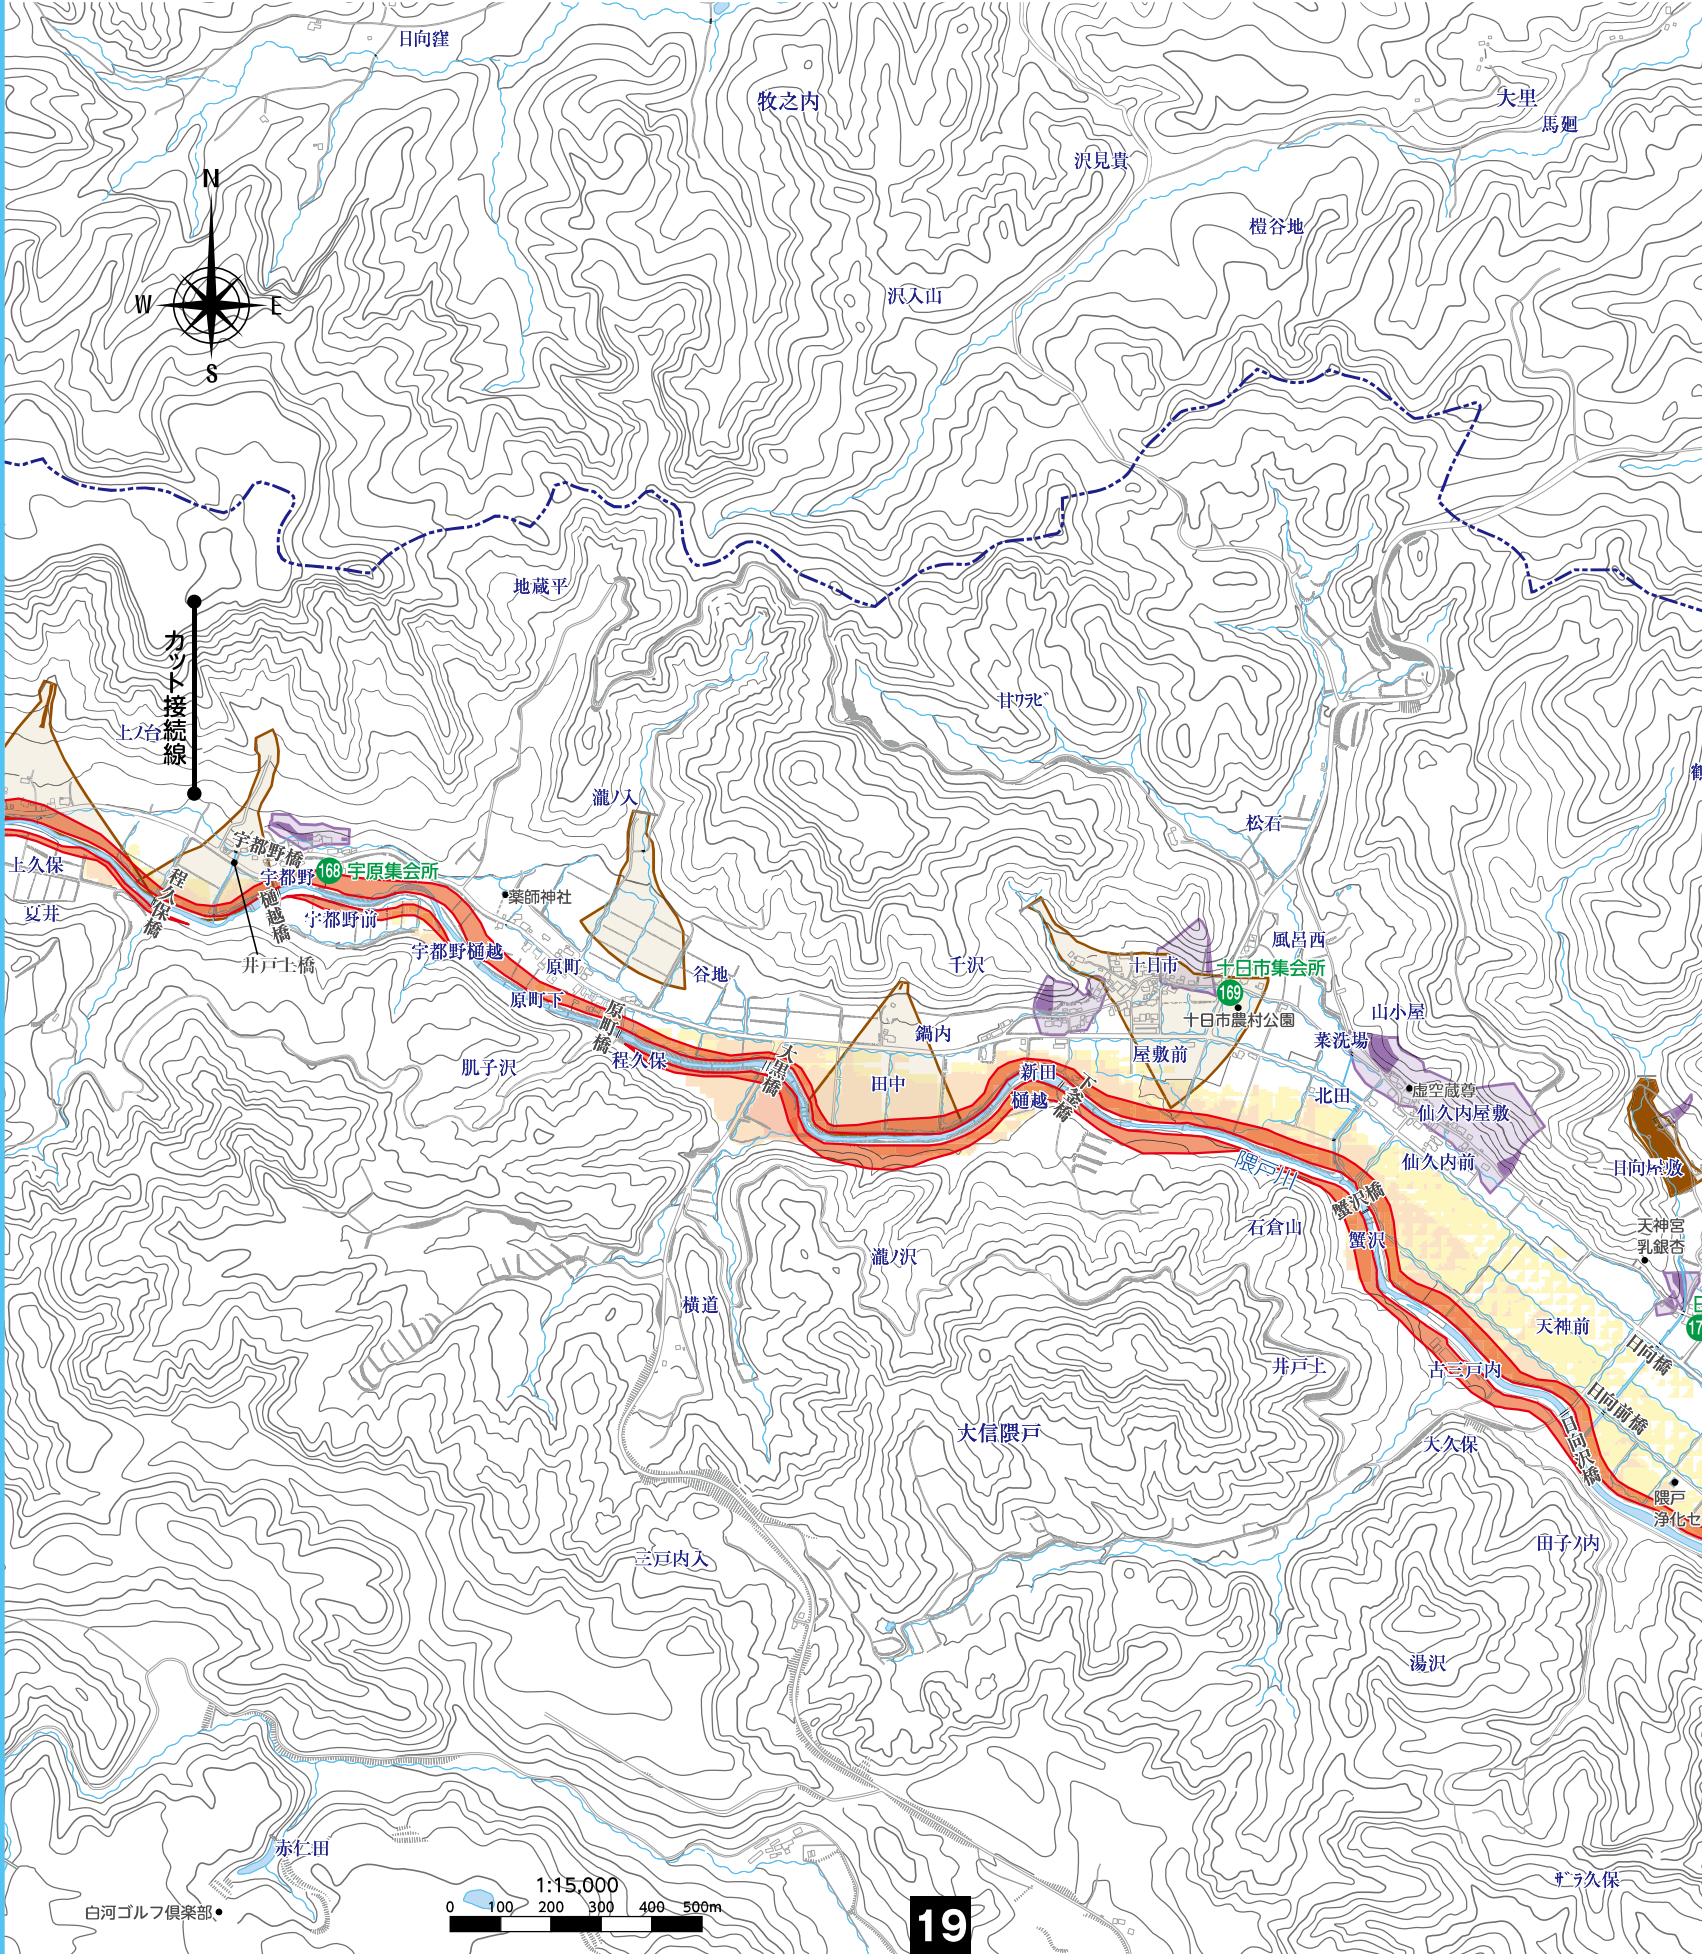 日向窪
牧之内
大里
馬廻
沢見貴
N
榿谷地
沢入山
W
E
S
地蔵平
カット接続線
上ノ台
甘ワラビ
瀧ノ入
松石
宇都野橋
上久保
168 宇原集会所
宇都野
程久保橋
樋越橋
薬師神社
夏井
宇都野前
井戸上橋
宇都野樋越
原町
谷地
千沢
十日市
風呂西
十日市集会所
169
原町下
原町橋
十日市農村公園
山小屋
鍋内
菜洗場
肌子沢
程久保
大黒橋
屋敷前
新田
田中
樋越
下釜橋
北田
虚空蔵尊
仙久内屋敷
仙久内前
日向屋敷
隈戸川
蟹沢橋
石倉山
蟹沢
天神宮
乳銀杏
瀧ノ沢
横道
天神前
日向橋
井戸上
古三戸内
日向前橋
大信隈戸
大久保
日向沢橋
隈戸
浄化セ
田子ノ内
三戸内入
湯沢
赤仁田
ザラ久保
白河ゴルフ倶楽部
1:15,000
0 100 200 300 400 500m
19